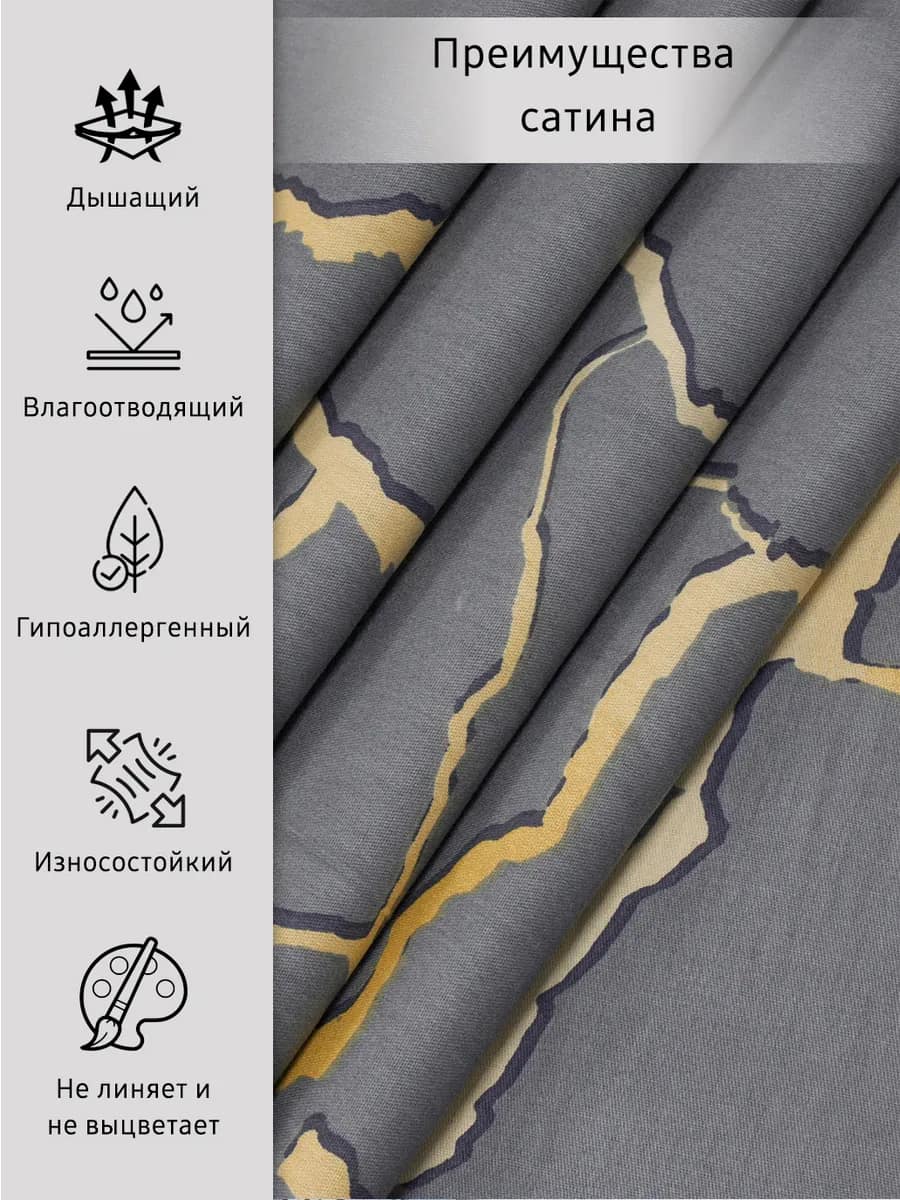 Преимущества
сатина
Дышащий
Влагоотводящий
Гипоаллергенный
Износостойкий
Не линяет и
не выцветает